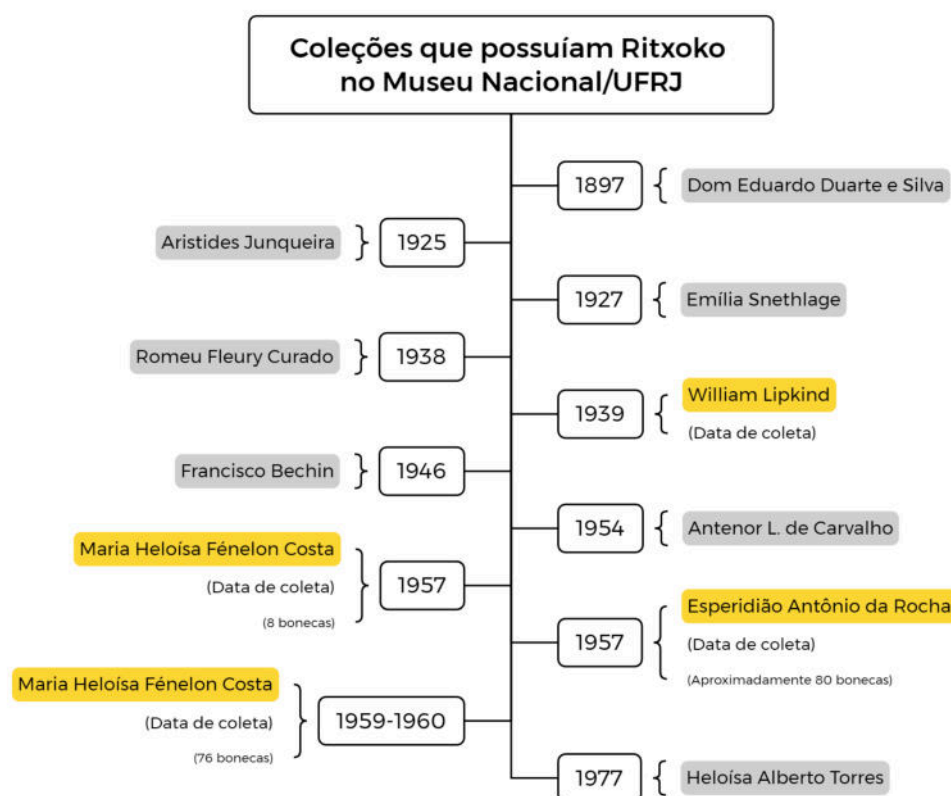 Coleções que possuíam Ritxoko
no Museu Nacional/UFRJ
1897
Dom Eduardo Duarte e Silva
Aristides Junqueira
1925
1927
Emília Snethlage
Romeu Fleury Curado
1938
1939
William Lipkind
(Data de coleta)
Francisco Bechin
1946
1954
Antenor L. de Carvalho
Maria Heloísa Fénelon Costa
(Data de coleta)
(8 bonecas)
1957
1957
Esperidião Antônio da Rocha
(Data de coleta)
(Aproximadamente 80 bonecas)
Maria Heloísa Fénelon Costa
(Data de coleta)
(76 bonecas)
1959-1960
1977
Heloísa Alberto Torres